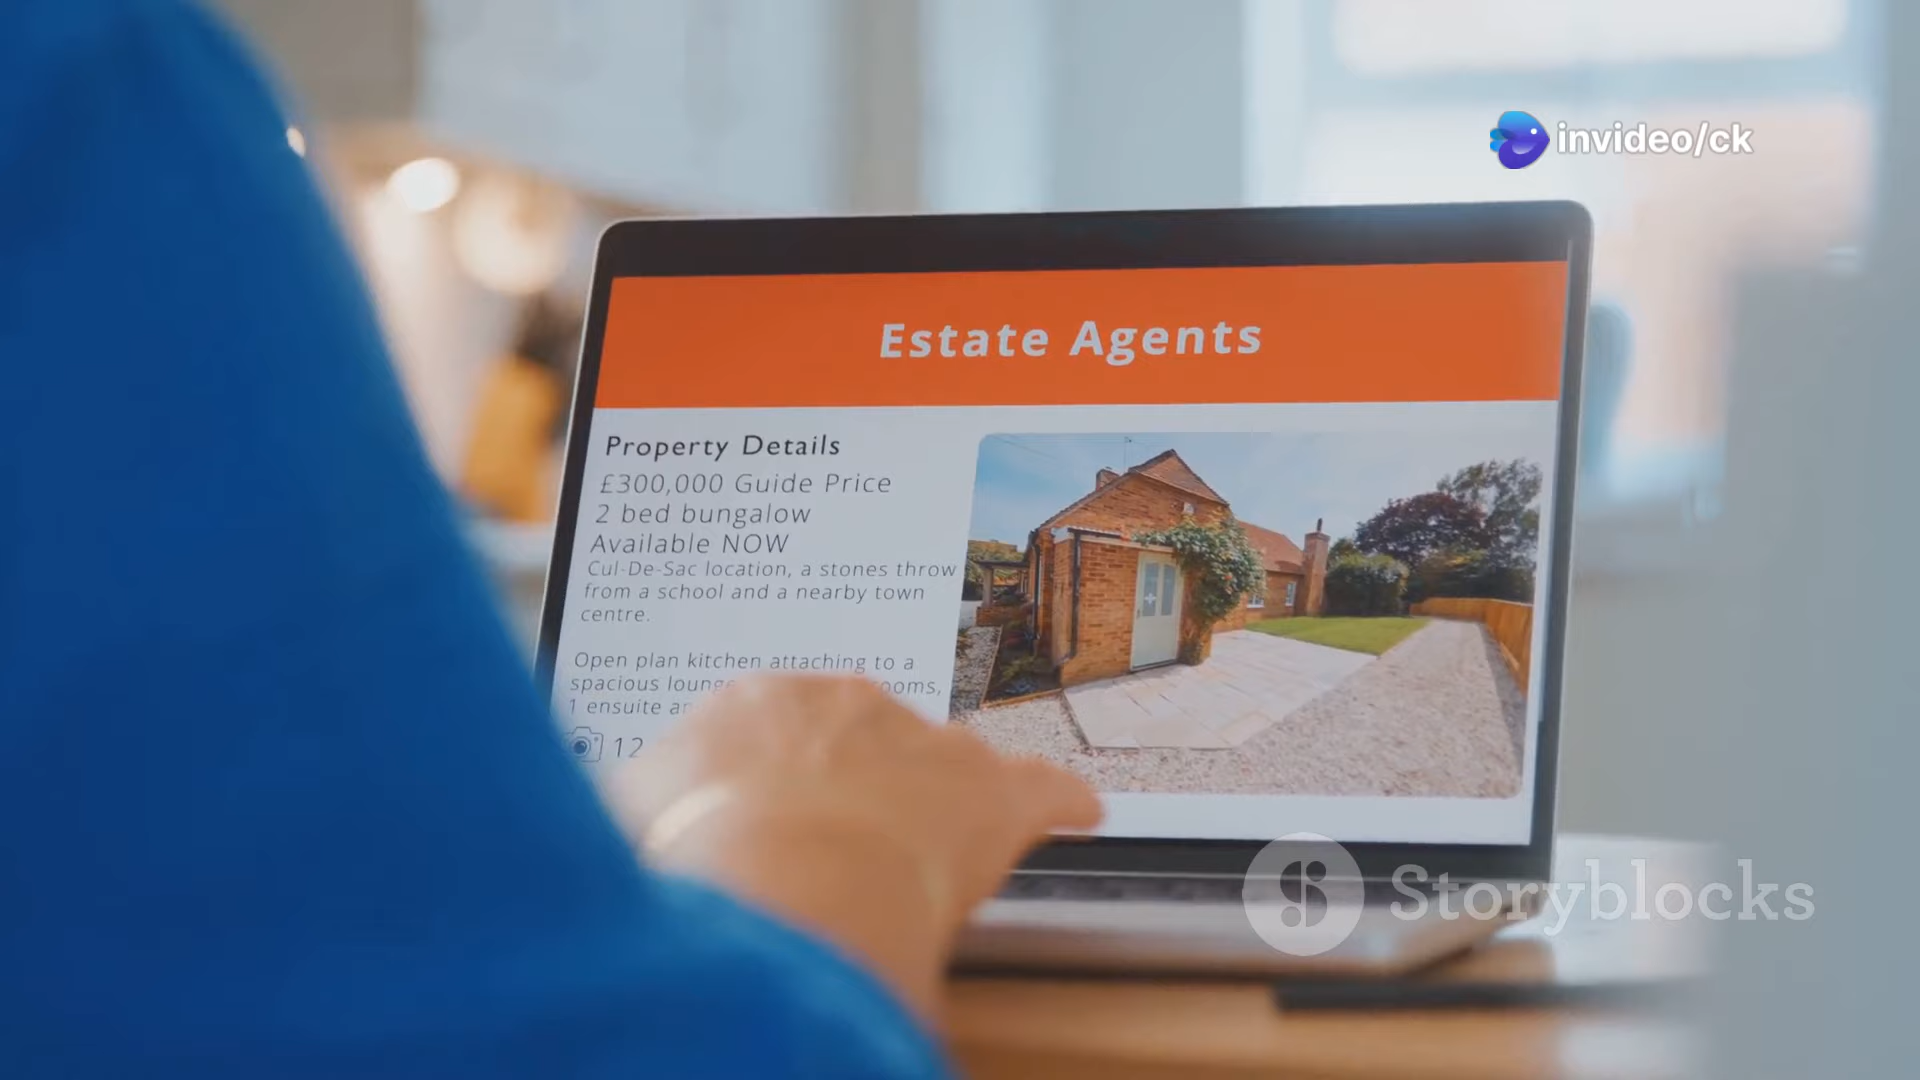 invideo/ck
Estate Agents
Property Details
£300,000 Guide Price
2 bed bungalow
Available NOW
Cul-De-Sac location, a stones throw
from a school and a nearby town
centre.
Open plan kitchen attaching to a
spacious lounge
1 ensuite
12
Storyblocks